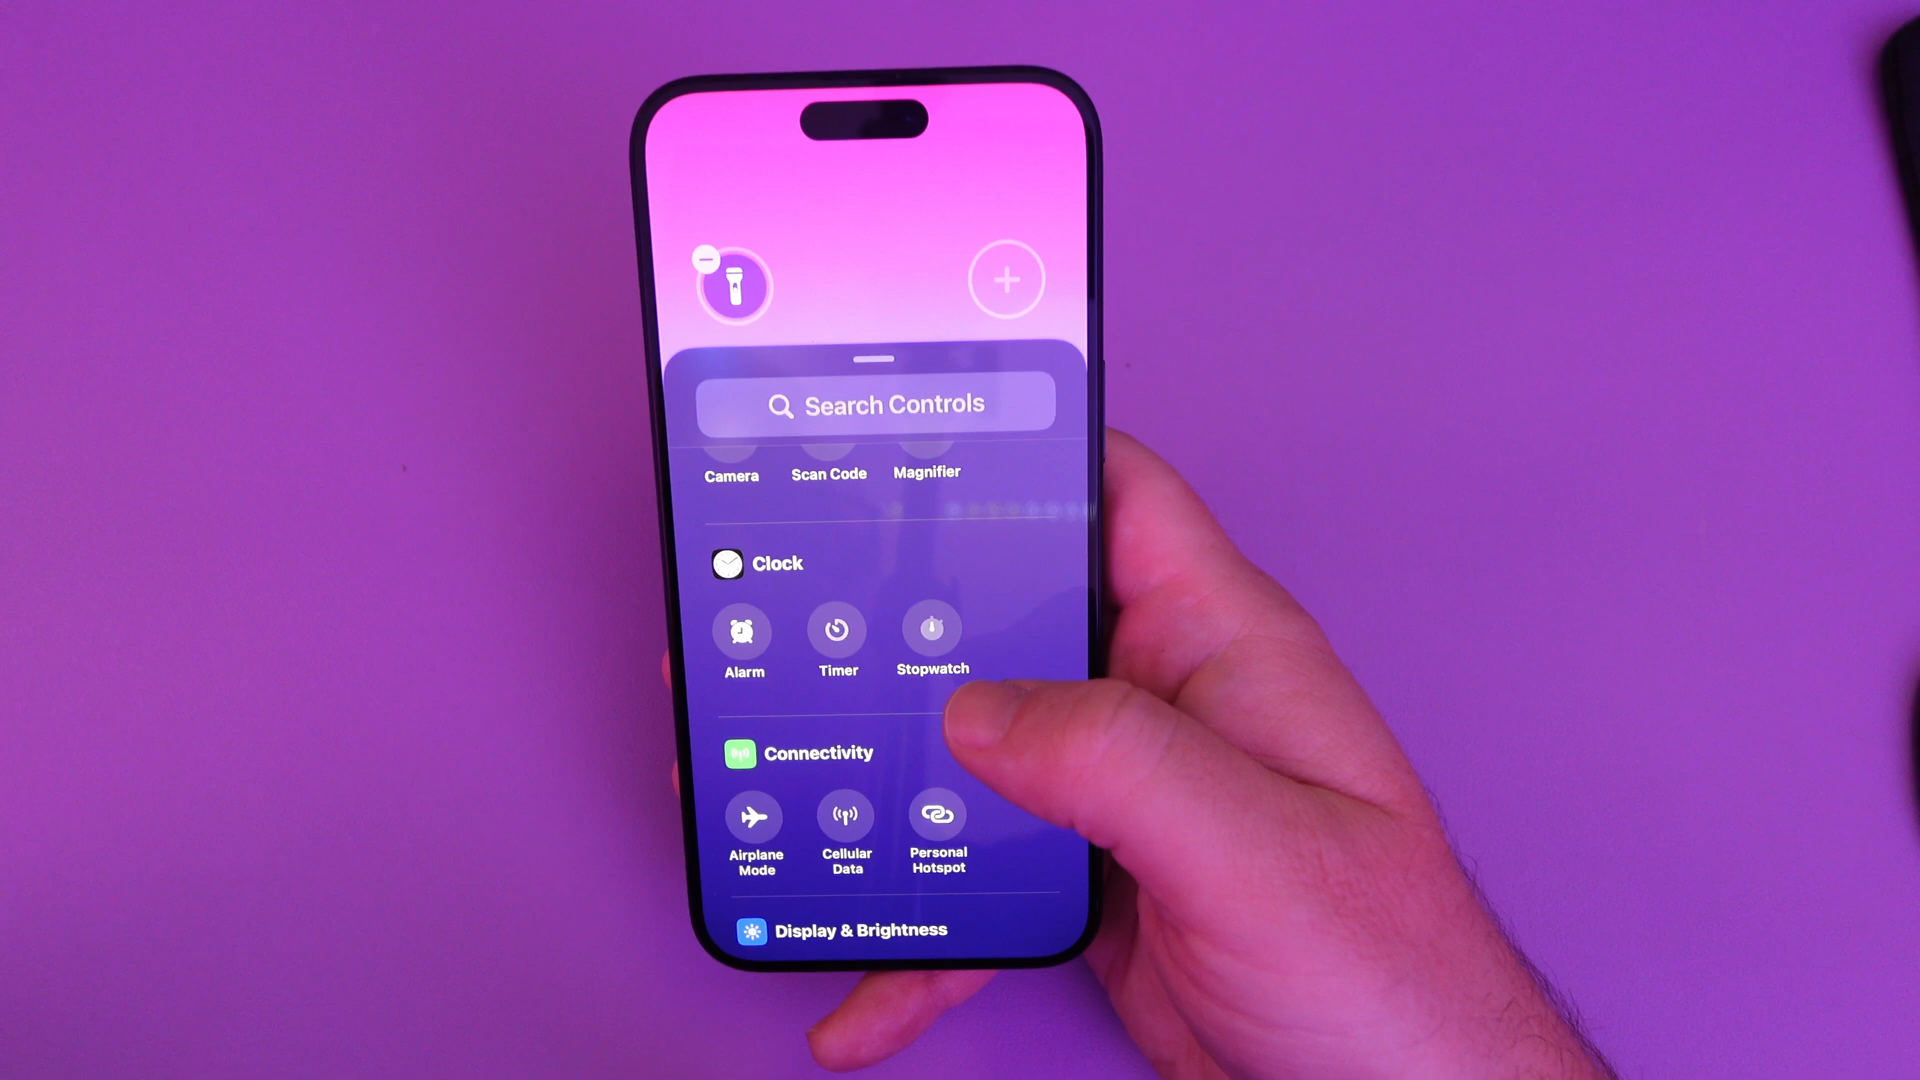 Search Controls
Camera Scan Code Magnifier
Clock
Alarm Timer Stopwatch
Connectivity
Airplane Cellular Personal
Mode Data Hotspot
Display & Brightness